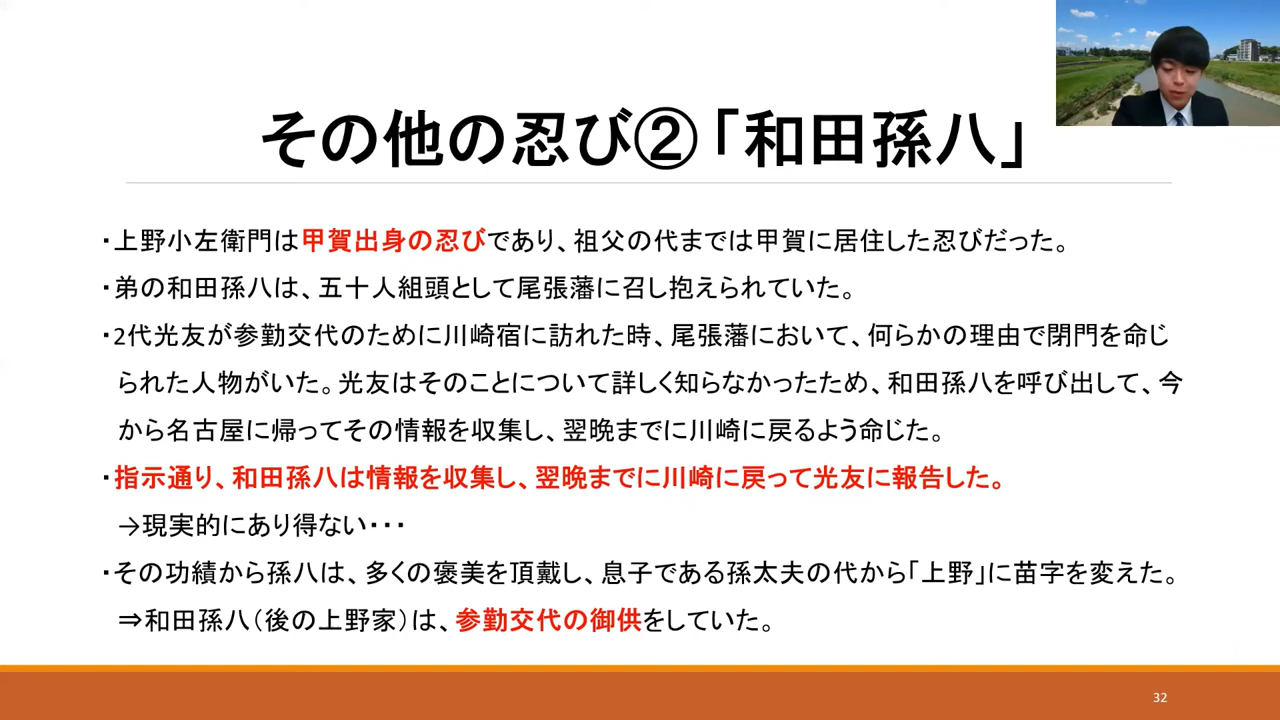 その他の忍び②「和田孫八」
・上野小左衛門は甲賀出身の忍びであり、祖父の代までは甲賀に居住した忍びだった。
・弟の和田孫八は、五十人組頭として尾張藩に召し抱えられていた。
・2代光友が参勤交代のために川崎宿に訪れた時、尾張藩において、何らかの理由で閉門を命じ
られた人物がいた。光友はそのことについて詳しく知らなかったため、和田孫八を呼び出して、今
から名古屋に帰ってその情報を収集し、翌晩までに川崎に戻るよう命じた。
・指示通り、和田孫八は情報を収集し、翌晩までに川崎に戻って光友に報告した。
→現実的にあり得ない・・・
・その功績から孫八は、多くの褒美を頂戴し、息子である孫太夫の代から「上野」に苗字を変えた。
⇒和田孫八（後の上野家）は、参勤交代の御供をしていた。
32